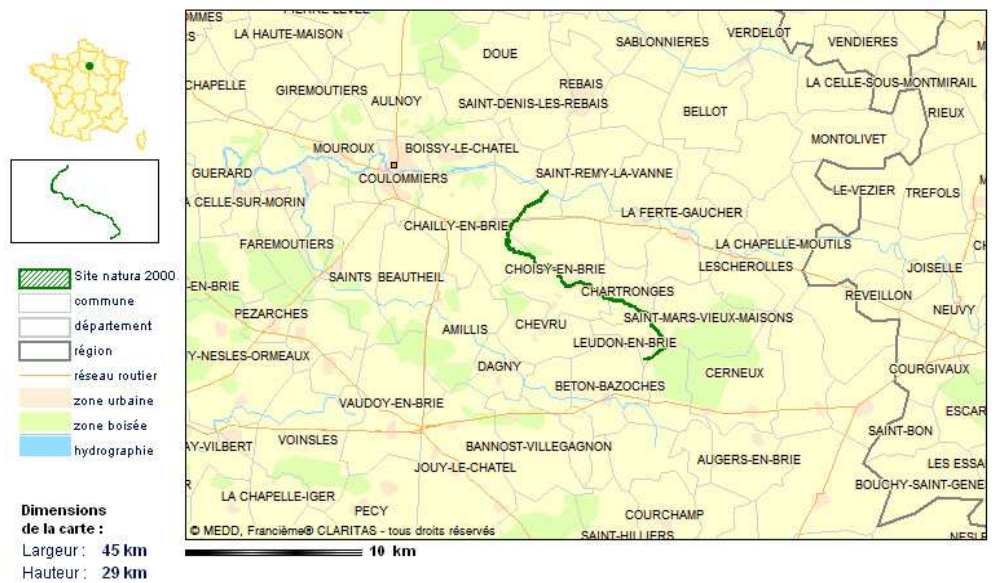 OMMES
PIERRE-LEVEE
LA HAUTE-MAISON
DOUE
SABLONNIERES
VERDELOT
VENDIERES
CHAPELLE
GIREMOUTIERS
AULNOY
SAINT-DENIS-LES-REBAIS
REBAIS
BELLOT
LA CELLE-SOUS-MONTMIRAIL
RIEUX
MONTOLIVET
MOUROUX
BOISSY-LE-CHATEL
GUERARD
COULOMMIERS
SAINT-REMY-LA-VANNE
LE-VEZIER
TREFOLS
A CELLE-SUR-MORIN
CHAILLY-EN-BRIE
LA FERTE-GAUCHER
FAREMOUTIERS
LA CHAPELLE-MOUTILS
SAINTS
BEAUTHEIL
CHOISY-EN-BRIE
LESCHEROLLES
JOISELLE
-EN-BRIE
CHARTRONGES
REVEILLON
NEUVY
PEZARCHES
AMILLIS
CHEVRU
SAINT-MARS-VIEUX-MAISONS
Y-NESLES-ORMEAUX
LEUDON-EN-BRIE
DAGNY
CERNEUX
COURGIVAUX
BETON-BAZOCHES
VAUDOY-EN-BRIE
ESCAR
AY-VILBERT
VOINSLES
BANNOST-VILLEGAGNON
SAINT-BON
JOUY-LE-CHATEL
AUGERS-EN-BRIE
LES ESSA
LA CHAPELLE-IGER
BOUCHY-SAINT-GENE
PECY
COURCHAMP
SAINT-HILLIERS
NESLE
© MEDD, Francième® CLARITAS - tous droits réservés
10 km
Site natura 2000
commune
département
région
réseau routier
zone urbaine
zone boisée
hydrographie
Dimensions
de la carte :
Largeur : 45 km
Hauteur : 29 km